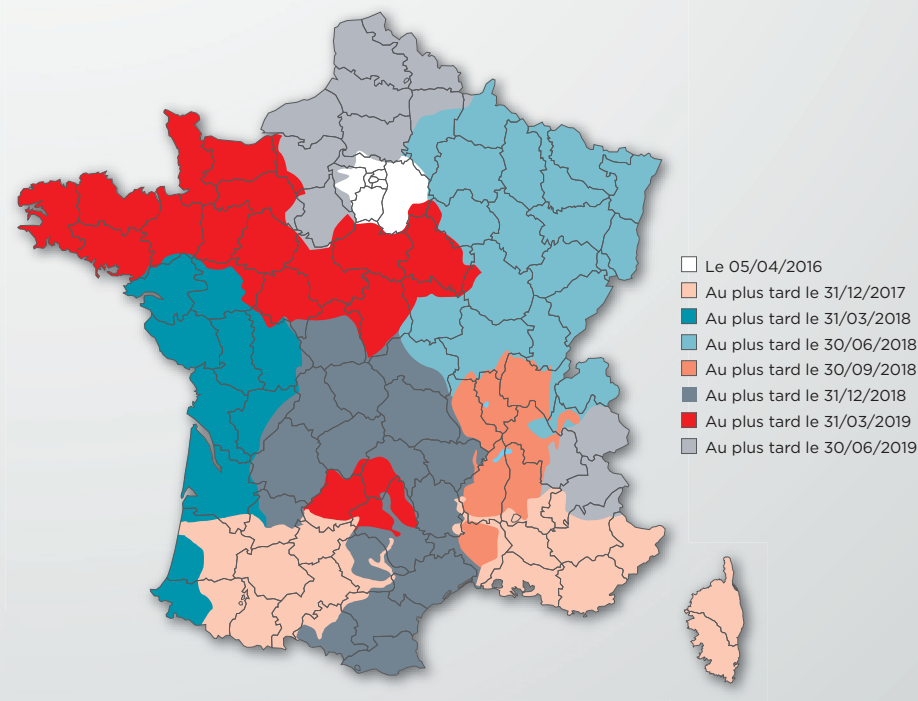 Le 05/04/2016
Au plus tard le 31/12/2017
Au plus tard le 31/03/2018
Au plus tard le 30/06/2018
Au plus tard le 30/09/2018
Au plus tard le 31/12/2018
Au plus tard le 31/03/2019
Au plus tard le 30/06/2019